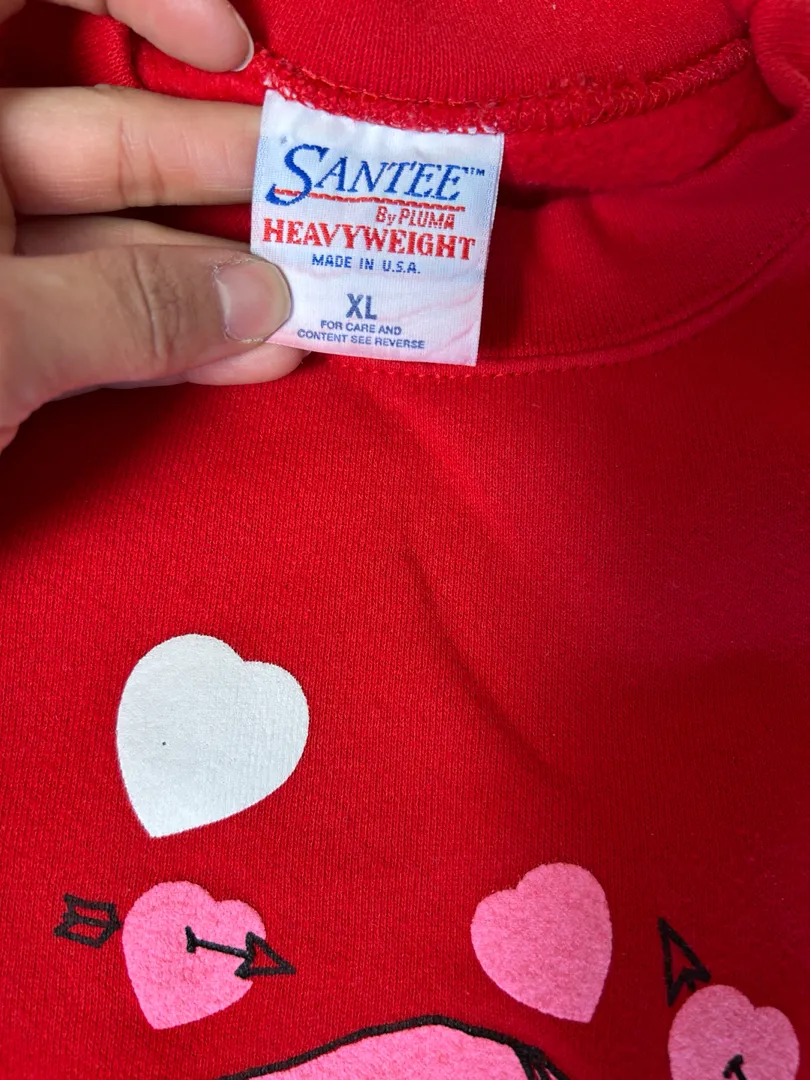 SANTEE™
By PLUMA
HEAVYWEIGHT
MADE IN U.S.A.
XL
FOR CARE AND
CONTENT SEE REVERSE